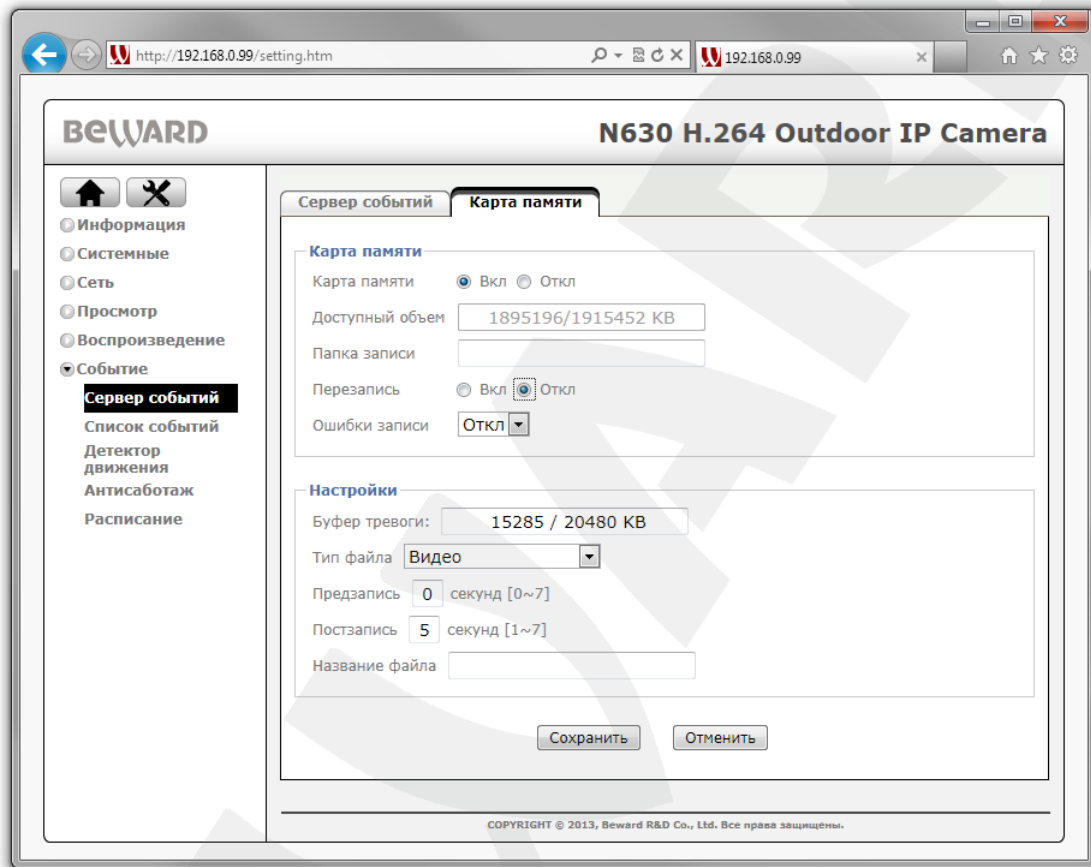 http://192.168.0.99/setting.htm
192.168.0.99
BEWARD
N630 H.264 Outdoor IP Camera
Информация
Системные
Сеть
Просмотр
Воспроизведение
Событие
Сервер событий
Список событий
Детектор
движения
Антисаботаж
Расписание
Сервер событий Карта памяти
Карта памяти
Карта памяти Вкл Откл
Доступный объем 1895196/1915452 KB
Папка записи
Перезапись Вкл Откл
Ошибки записи Откл
Настройки
Буфер тревоги: 15285 / 20480 KB
Тип файла Видео
Предзапись 0 секунд [0~7]
Постзапись 5 секунд [1~7]
Название файла
Сохранить Отменить
COPYRIGHT © 2013, Beward R&D Co., Ltd. Все права защищены.